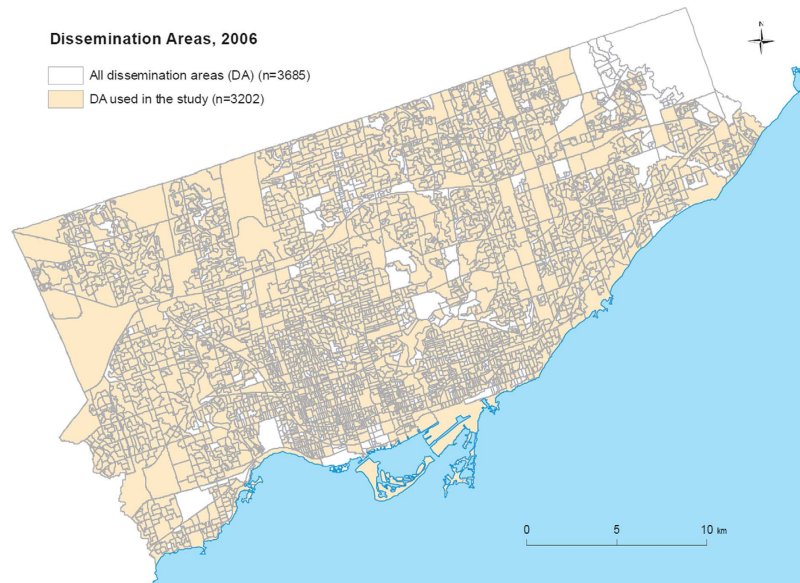 Dissemination Areas, 2006
N
All dissemination areas (DA) (n=3685)
DA used in the study (n=3202)
0 5 10 km